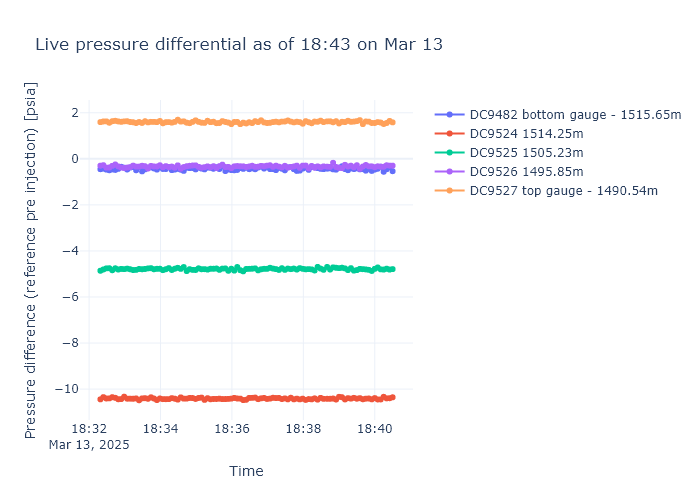 Live pressure differential as of 18:43 on Mar 13
Pressure difference (reference pre injection) [psia]
2
0
−2
−4
−6
−8
−10
18:32
18:34
18:36
18:38
18:40
Mar 13, 2025
Time
DC9482 bottom gauge - 1515.65m
DC9524 1514.25m
DC9525 1505.23m
DC9526 1495.85m
DC9527 top gauge - 1490.54m